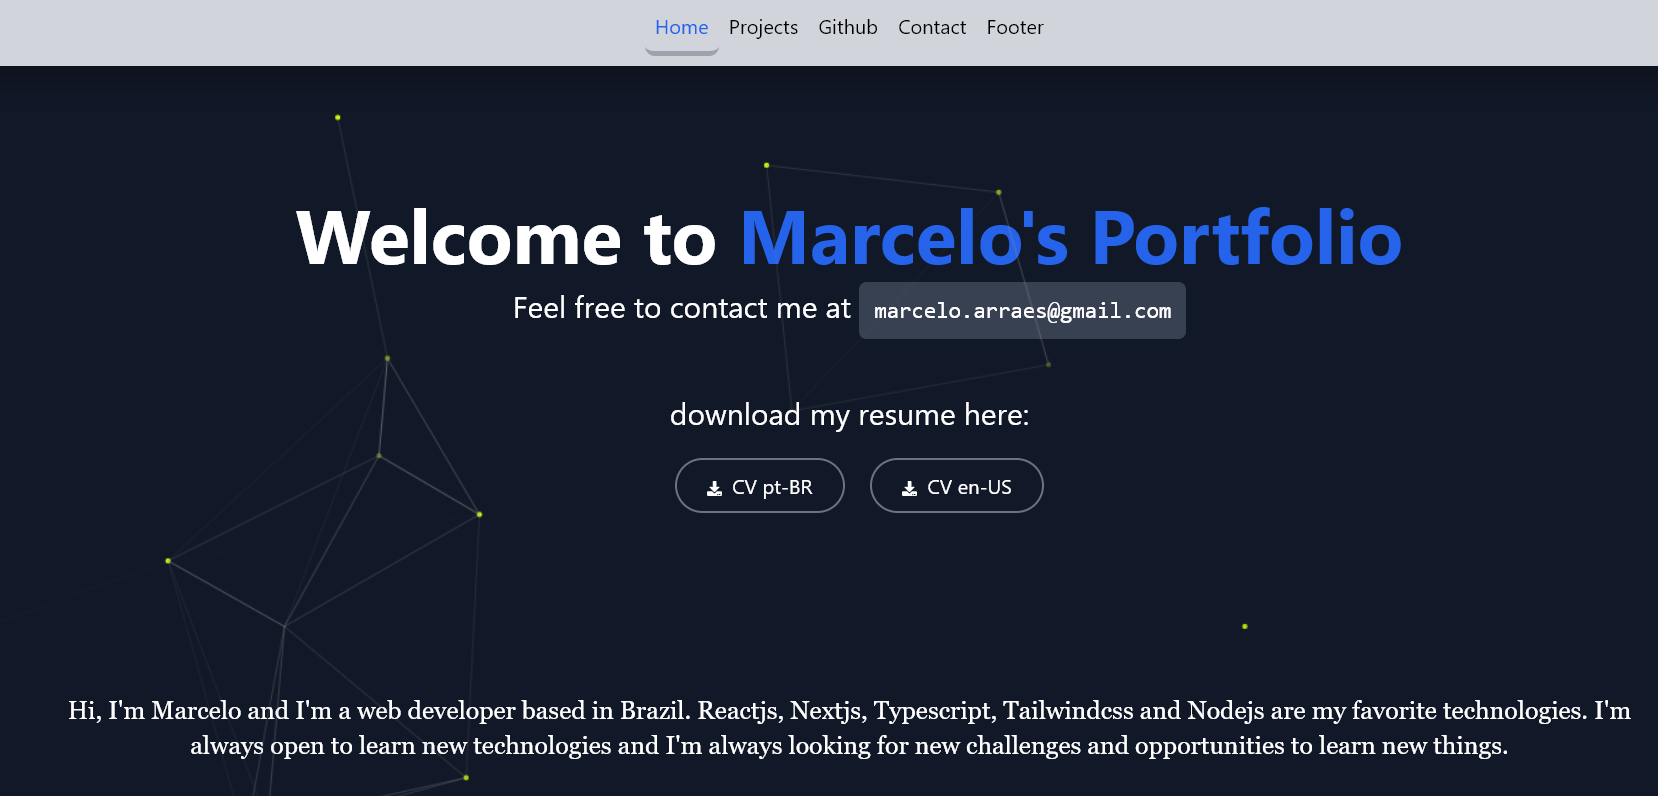 Home Projects Github Contact Footer
Welcome to Marcelo's Portfolio
Feel free to contact me at marcelo.arraes@gmail.com
download my resume here:
CV pt-BR CV en-US
Hi, I'm Marcelo and I'm a web developer based in Brazil. Reactjs, Nextjs, Typescript, Tailwindcss and Nodejs are my favorite technologies. I'm
always open to learn new technologies and I'm always looking for new challenges and opportunities to learn new things.